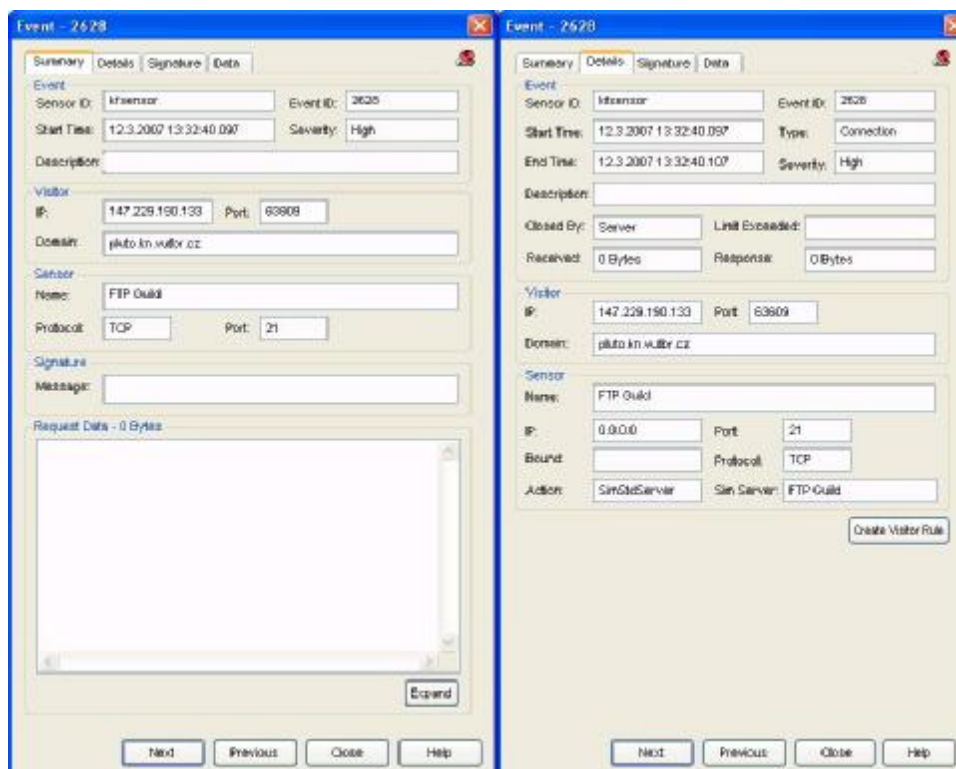 Event - 2628
Summary Details Signature Data
Event
Sensor ID: kfsensor Event ID: 2628
Start Time: 12.3.2007 13:32:40.097 Severity: High
Description:
Visitor
IP: 147.229.190.133 Port: 63609
Domain: pluto.kn.vutbr.cz
Sensor
Name: FTP Guild
Protocol: TCP Port: 21
Signature
Message:
Request Data - 0 Bytes
Expand
Next Previous Close Help
Event - 2628
Summary Details Signature Data
Event
Sensor ID: kfsensor Event ID: 2628
Start Time: 12.3.2007 13:32:40.097 Type: Connection
End Time: 12.3.2007 13:32:40.107 Severity: High
Description:
Closed By: Server Limit Exceeded:
Received: 0 Bytes Response: 0 Bytes
Visitor
IP: 147.229.190.133 Port: 63609
Domain: pluto.kn.vutbr.cz
Sensor
Name: FTP Guild
IP: 0.0.0.0 Port: 21
Bound: Protocol: TCP
Action: SimStdServer Sim Server: FTP Guild
Create Visitor Rule
Next Previous Close Help